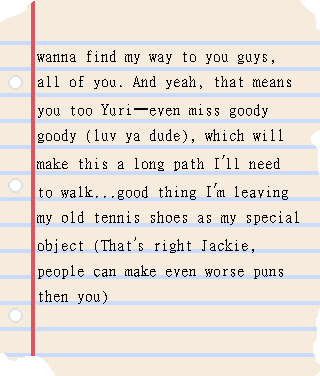 wanna find my way to you guys,
all of you. And yeah, that means
you too Yuri—even miss goody
goody (luv ya dude), which will
make this a long path I'll need
to walk...good thing I'm leaving
my old tennis shoes as my special
object (That's right Jackie,
people can make even worse puns
then you)